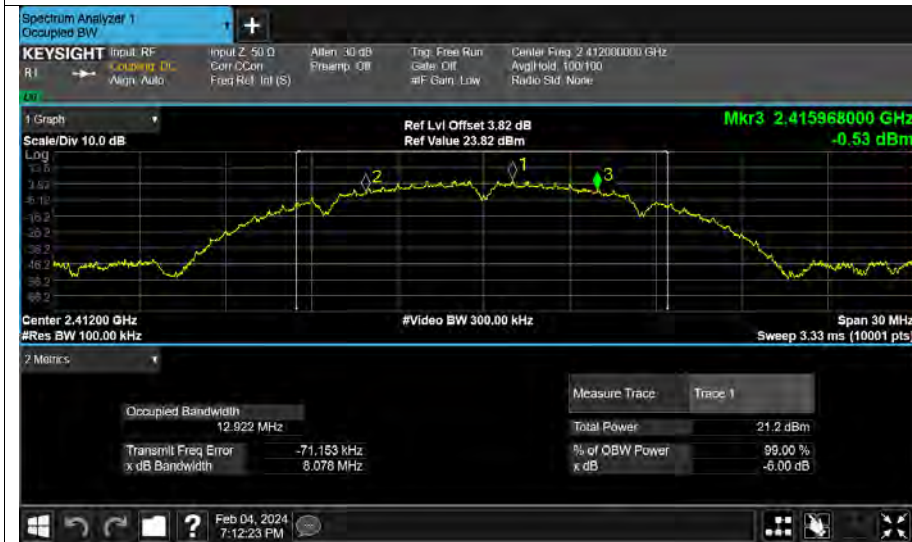 Spectrum Analyzer 1
Occupied BW
+
KEYSIGHT Input: RF Input Z: 50 Ω Atten: 30 dB Trig: Free Run Center Freq: 2.412000000 GHz
Coupling: DC Corr CCorr Preamp: Off Gate: Off Avg|Hold: 100/100
Align: Auto Freq Ref: Int (S) #IF Gain: Low Radio Std: None
1 Graph
Scale/Div 10.0 dB
Ref Lvl Offset 3.82 dB
Ref Value 23.82 dBm
Mkr3 2.415968000 GHz
-0.53 dBm
Log
13.8
3.82
-6.18
-16.2
-26.2
-36.2
-46.2
-56.2
-66.2
2
1
3
Center 2.41200 GHz #Video BW 300.00 kHz Span 30 MHz
#Res BW 100.00 kHz Sweep 3.33 ms (10001 pts)
2 Metrics
Measure Trace Trace 1
Occupied Bandwidth
12.922 MHz
Total Power 21.2 dBm
Transmit Freq Error -71.153 kHz % of OBW Power 99.00 %
x dB Bandwidth 8.078 MHz x dB -6.00 dB
?
Feb 04, 2024
7:12:23 PM